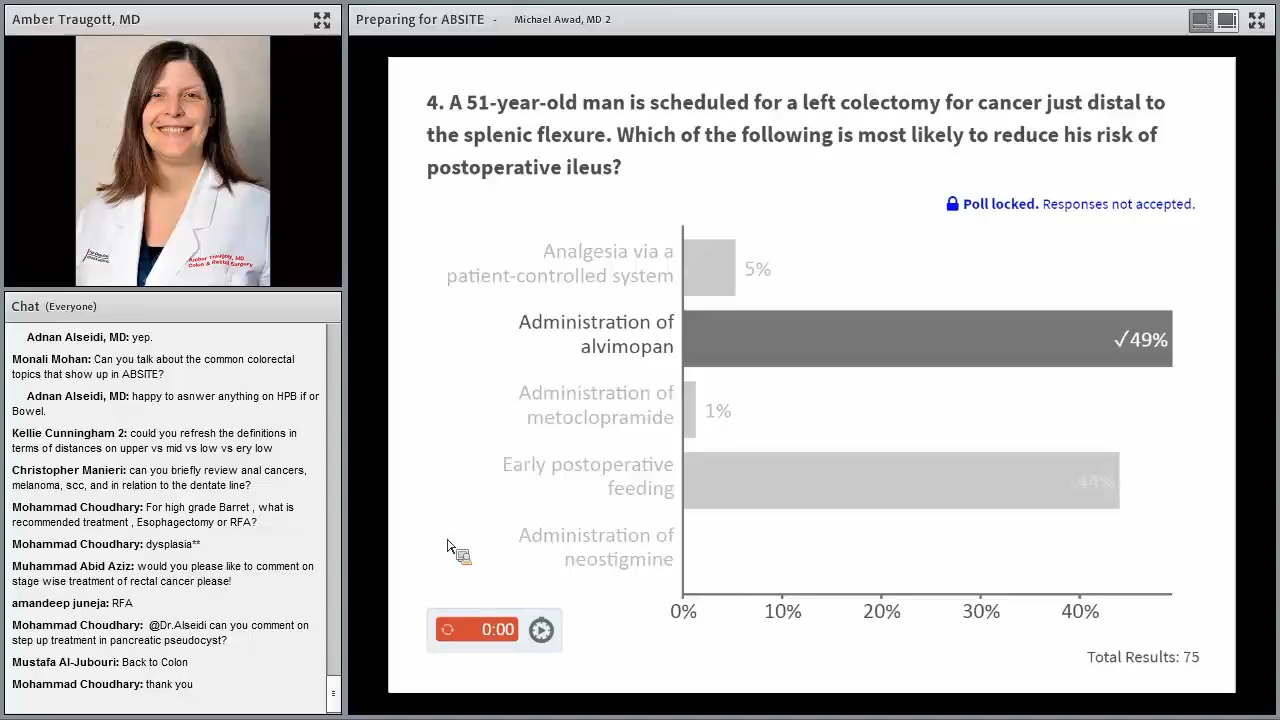 Amber Traugott, MD
Amber Traugott, MD
Colon & Rectal Surgery
Chat (Everyone)
Adnan Alseidi, MD: yep.
Monali Mohan: Can you talk about the common colorectal
topics that show up in ABSITE?
Adnan Alseidi, MD: happy to asnwer anything on HPB if or
Bowel.
Kellie Cunningham 2: could you refresh the definitions in
terms of distances on upper vs mid vs low vs ery low
Christopher Manieri: can you briefly review anal cancers,
melanoma, scc, and in relation to the dentate line?
Mohammad Choudhary: For high grade Barret , what is
recommended treatment , Esophagectomy or RFA?
Mohammad Choudhary: dysplasia**
Muhammad Abid Aziz: would you please like to comment on
stage wise treatment of rectal cancer please!
amandeep juneja: RFA
Mohammad Choudhary: @Dr.Alseidi can you comment on
step up treatment in pancreatic pseudocyst?
Mustafa Al-Jubouri: Back to Colon
Mohammad Choudhary: thank you
Preparing for ABSITE - Michael Awad, MD 2
4. A 51-year-old man is scheduled for a left colectomy for cancer just distal to
the splenic flexure. Which of the following is most likely to reduce his risk of
postoperative ileus?
Poll locked. Responses not accepted.
Analgesia via a
patient-controlled system
5%
Administration of
alvimopan
✓49%
Administration of
metoclopramide
1%
Early postoperative
feeding
44%
Administration of
neostigmine
0% 10% 20% 30% 40%
0:00
Total Results: 75